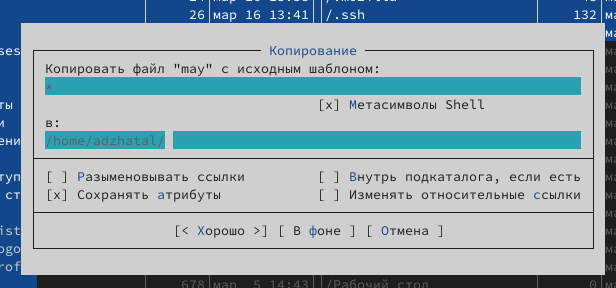 26 мар 16 13:41 /.ssh 132
Копирование
Копировать файл "may" с исходным шаблоном:
*
[x] Метасимволы Shell
в:
/home/adzhatal/
[ ] Разыменовывать ссылки [ ] Внутрь подкаталога, если есть
[x] Сохранять атрибуты [ ] Изменять относительные ссылки
[< Хорошо >] [ В фоне ] [ Отмена ]
678 мар 5 14:43 /Рабочий стол 0